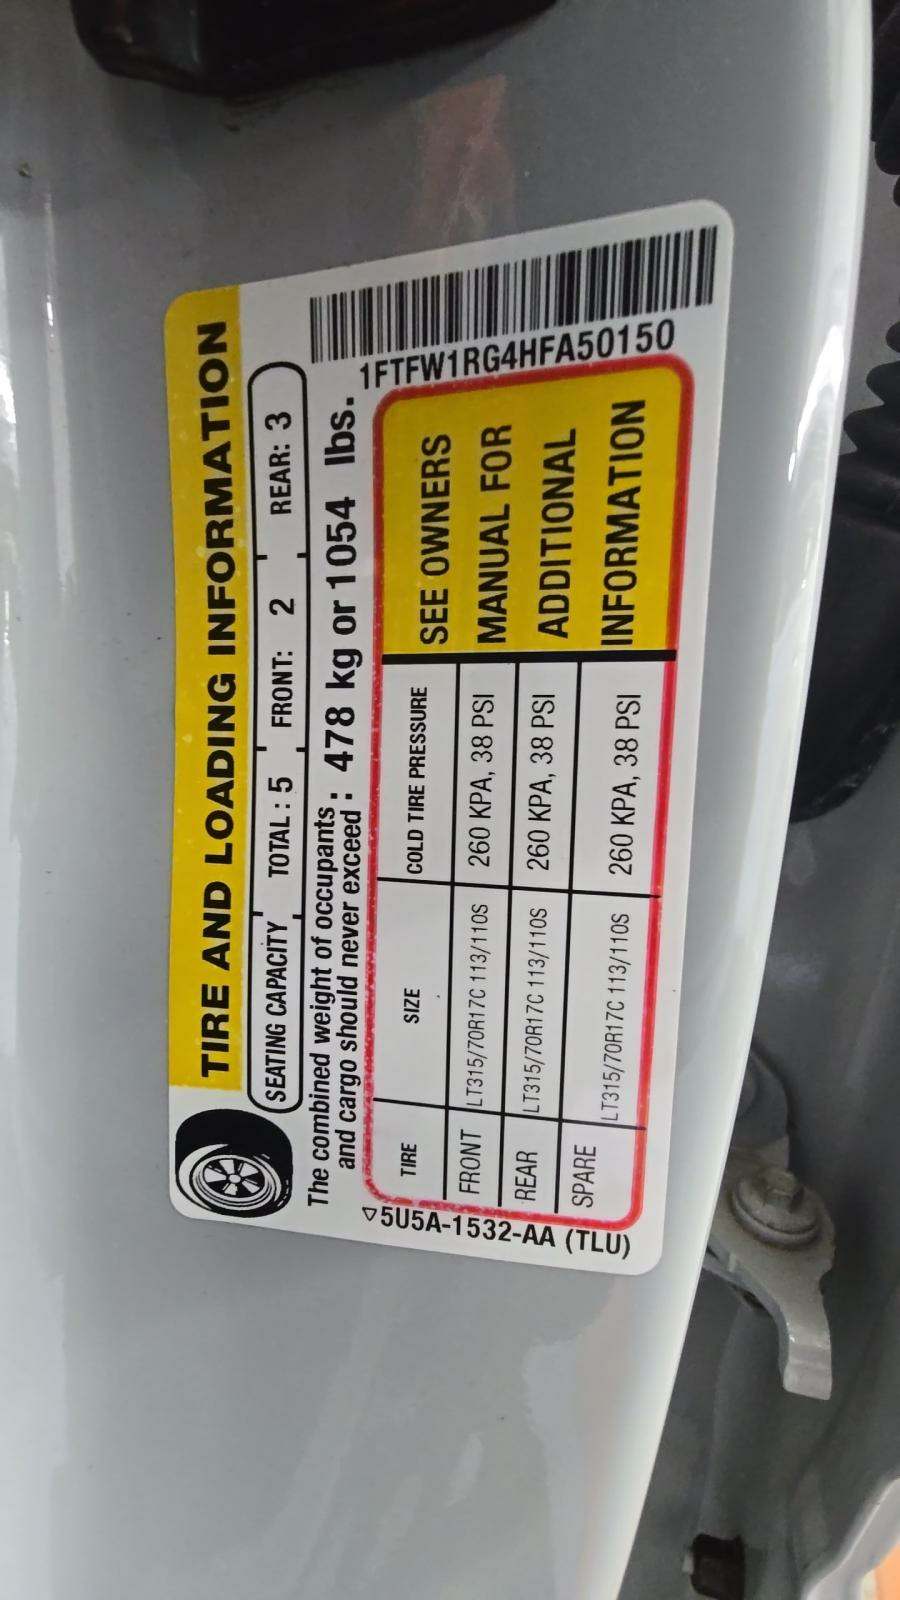 TIRE AND LOADING INFORMATION
SEATING CAPACITY TOTAL : 5 FRONT: 2 REAR: 3
The combined weight of occupants
and cargo should never exceed : 478 kg or 1054 lbs.
1FTFW1RG4HFA50150
TIRE SIZE COLD TIRE PRESSURE
FRONT LT315/70R17C 113/110S 260 KPA, 38 PSI
REAR LT315/70R17C 113/110S 260 KPA, 38 PSI
SPARE LT315/70R17C 113/110S 260 KPA, 38 PSI
SEE OWNERS
MANUAL FOR
ADDITIONAL
INFORMATION
▽5U5A-1532-AA (TLU)